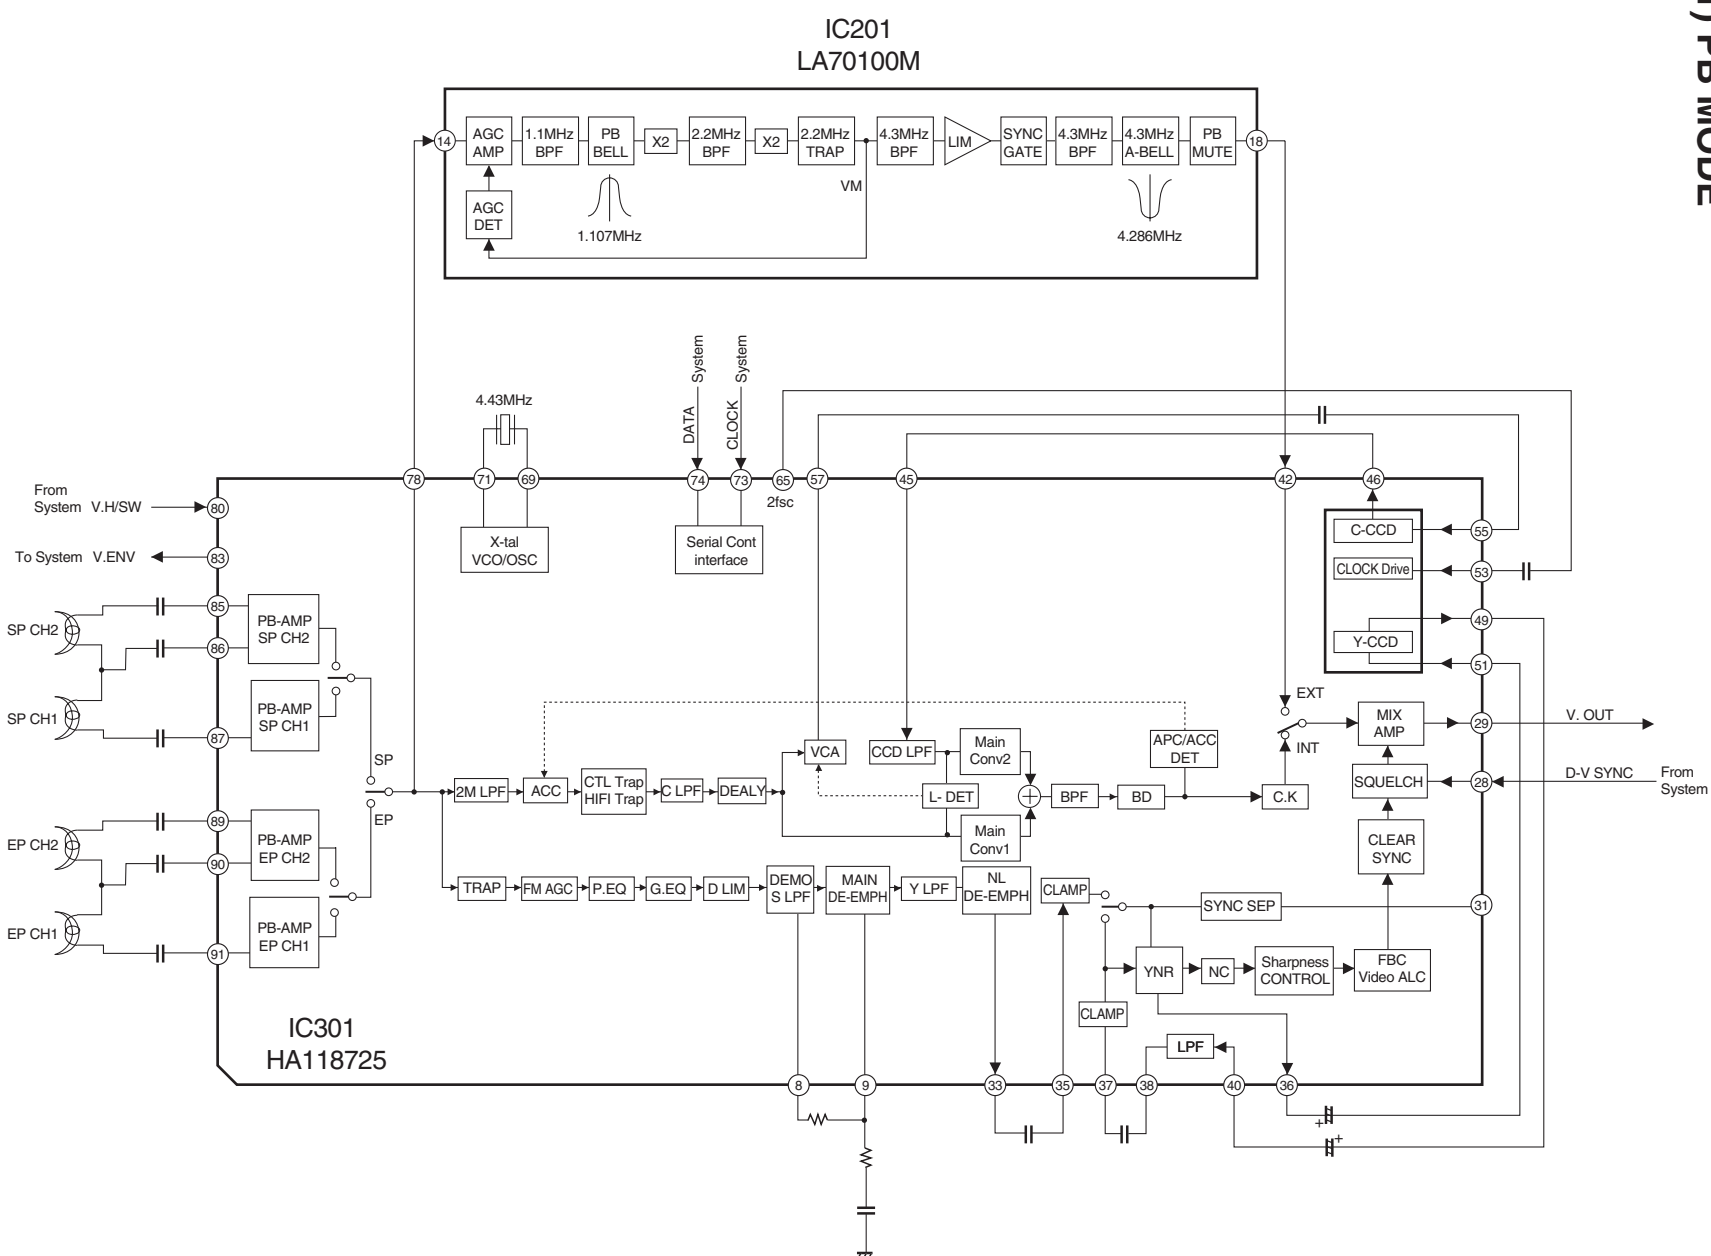 ) PB MODE
IC201
LA70100M
14
AGC
AMP
1.1MHz
BPF
PB
BELL
X2
2.2MHz
BPF
X2
2.2MHz
TRAP
4.3MHz
BPF
LIM
SYNC
GATE
4.3MHz
BPF
4.3MHz
A-BELL
PB
MUTE
18
AGC
DET
VM
1.107MHz
4.286MHz
4.43MHz
DATA
System
CLOCK
System
78
71
69
74
73
65
57
45
42
46
2fsc
From
System V.H/SW
80
To System V.ENV
83
X-tal
VCO/OSC
Serial Cont
interface
C-CCD
55
CLOCK Drive
53
49
Y-CCD
51
SP CH2
85
86
PB-AMP
SP CH2
SP CH1
87
PB-AMP
SP CH1
SP
EP
EP CH2
89
90
PB-AMP
EP CH2
EP CH1
91
PB-AMP
EP CH1
2M LPF
ACC
CTL Trap
HIFI Trap
C LPF
DEALY
VCA
CCD LPF
L- DET
Main
Conv2
Main
Conv1
BPF
BD
APC/ACC
DET
C.K
EXT
INT
MIX
AMP
29
V. OUT
SQUELCH
28
D-V SYNC
From
System
CLEAR
SYNC
TRAP
FM AGC
P.EQ
G.EQ
D LIM
DEMO
S LPF
MAIN
DE-EMPH
Y LPF
NL
DE-EMPH
CLAMP
SYNC SEP
31
YNR
NC
Sharpness
CONTROL
FBC
Video ALC
CLAMP
LPF
IC301
HA118725
8
9
33
35
37
38
40
36
+
+